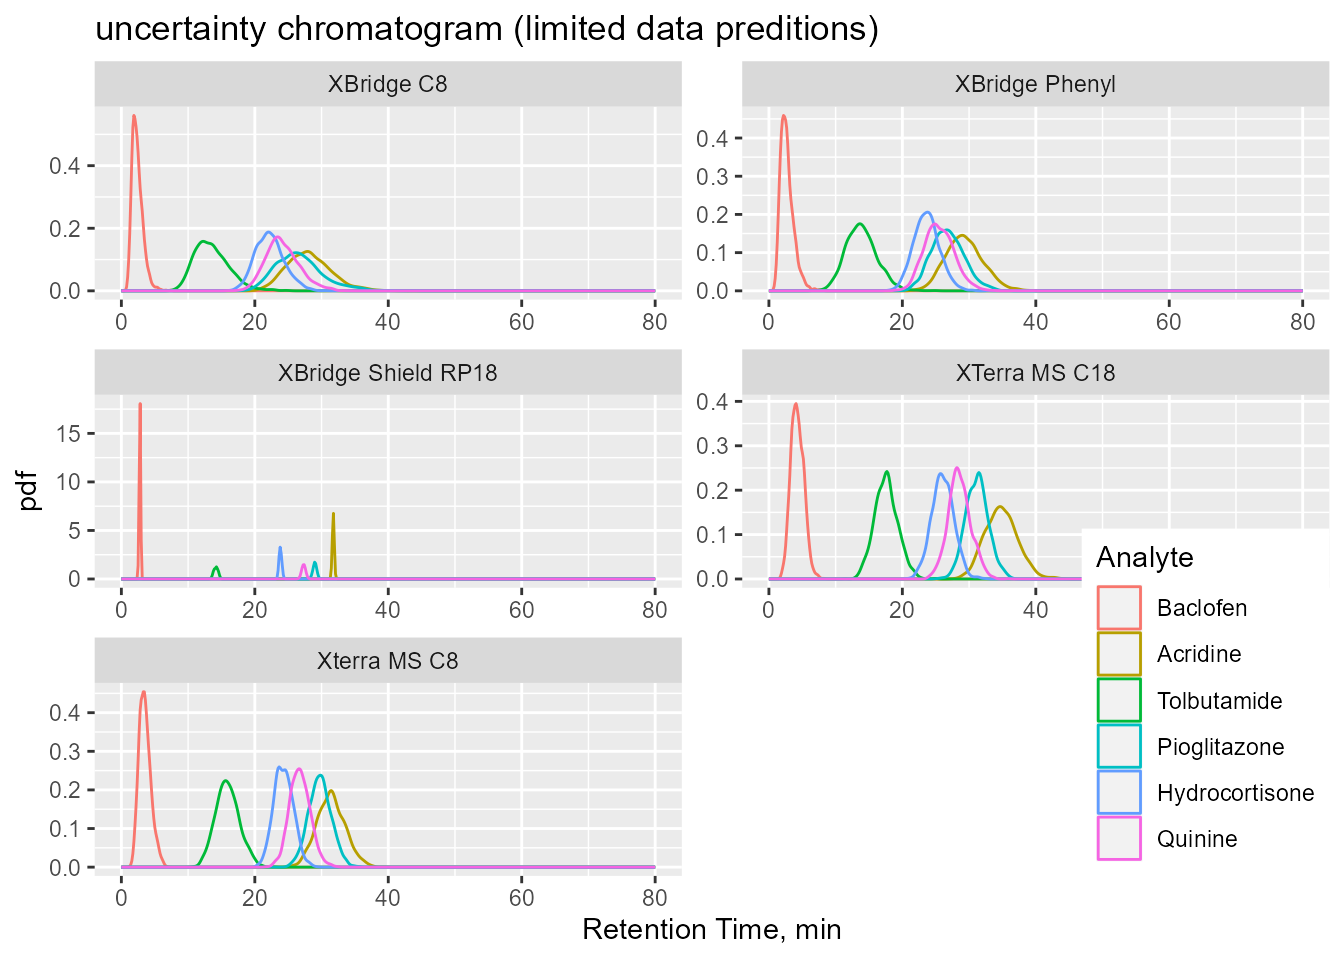 uncertainty chromatogram (limited data preditions)
XBridge C8
XBridge Phenyl
0.4
0.2
0.0
0.4
0.3
0.2
0.1
0.0
0 20 40 60 80
0 20 40 60 80
XBridge Shield RP18
XTerra MS C18
15
10
5
0
0.4
0.3
0.2
0.1
0.0
0 20 40 60 80
0 20 40
Xterra MS C8
0.4
0.3
0.2
0.1
0.0
0 20 40 60 80
pdf
Retention Time, min
Analyte
Baclofen
Acridine
Tolbutamide
Pioglitazone
Hydrocortisone
Quinine